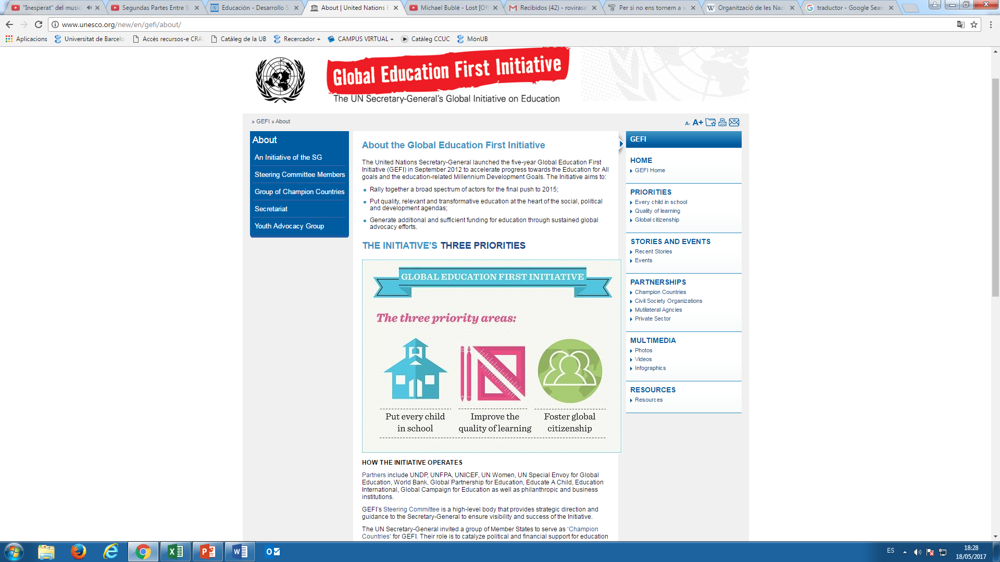 "Inesperat" del music
Segundas Partes Entre S
Educación - Desarrollo S
About | United Nations E
Michael Bublé - Lost [Of
Recibidos (42) - rovirasa
Per si no ens tornem a v
Organització de les Nac
traductor - Google Searc
www.unesco.org/new/en/gefi/about/
Aplicacions
Universitat de Barcelo
Accés recursos-e CRA
Catàleg de la UB
Recercador +
CAMPUS VIRTUAL +
Catàleg CCUC
MónUB
Global Education First Initiative
The UN Secretary-General's Global Initiative on Education
» GEFI » About
A- A+
About
An Initiative of the SG
Steering Committee Members
Group of Champion Countries
Secretariat
Youth Advocacy Group
About the Global Education First Initiative
The United Nations Secretary-General launched the five-year Global Education First
Initiative (GEFI) in September 2012 to accelerate progress towards the Education for All
goals and the education-related Millennium Development Goals. The Initiative aims to:
Rally together a broad spectrum of actors for the final push to 2015;
Put quality, relevant and transformative education at the heart of the social, political
and development agendas;
Generate additional and sufficient funding for education through sustained global
advocacy efforts.
THE INITIATIVE'S THREE PRIORITIES
GLOBAL EDUCATION FIRST INITIATIVE
The three priority areas:
Put every child
in school
Improve the
quality of learning
Foster global
citizenship
HOW THE INITIATIVE OPERATES
Partners include UNDP, UNFPA, UNICEF, UN Women, UN Special Envoy for Global
Education, World Bank, Global Partnership for Education, Educate A Child, Education
International, Global Campaign for Education as well as philanthropic and business
institutions.
GEFI's Steering Committee is a high-level body that provides strategic direction and
guidance to the Secretary-General to ensure visibility and success of the Initiative.
The UN Secretary-General invited a group of Member States to serve as 'Champion
Countries' for GEFI. Their role is to catalyze political and financial support for education
GEFI
HOME
GEFI Home
PRIORITIES
Every child in school
Quality of learning
Global citizenship
STORIES AND EVENTS
Recent Stories
Events
PARTNERSHIPS
Champion Countries
Civil Society Organizations
Mutilateral Agncies
Private Sector
MULTIMEDIA
Photos
Videos
Infographics
RESOURCES
Resources
ES
18:28
18/05/2017